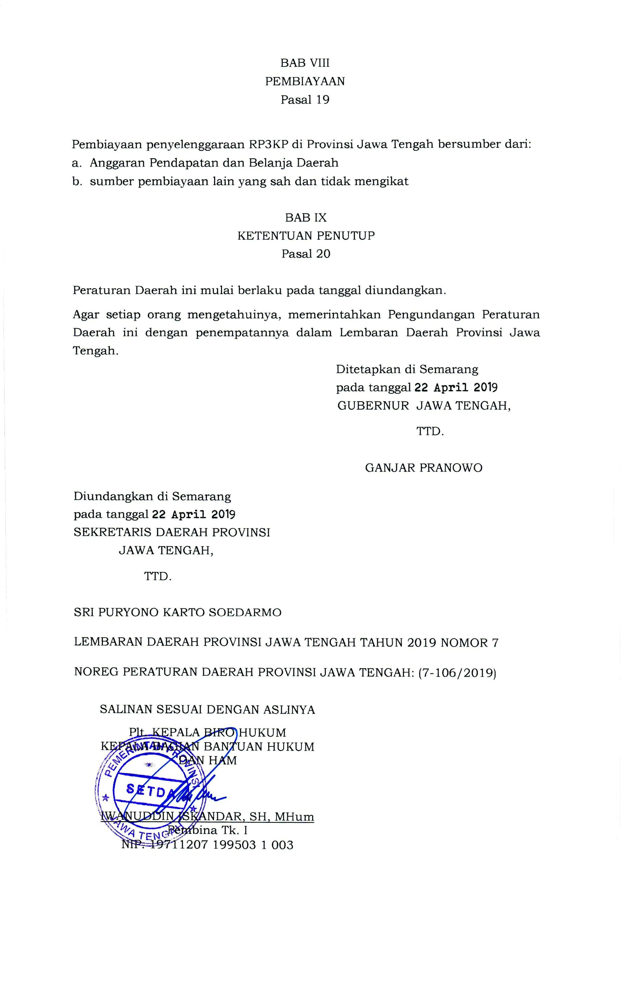 BAB VIII
PEMBIAYAAN
Pasal 19
Pembiayaan penyelenggaraan RP3KP di Provinsi Jawa Tengah bersumber dari:
a. Anggaran Pendapatan dan Belanja Daerah
b. sumber pembiayaan lain yang sah dan tidak mengikat
BAB IX
KETENTUAN PENUTUP
Pasal 20
Peraturan Daerah ini mulai berlaku pada tanggal diundangkan.
Agar setiap orang mengetahuinya, memerintahkan Pengundangan Peraturan
Daerah ini dengan penempatannya dalam Lembaran Daerah Provinsi Jawa
Tengah.
Ditetapkan di Semarang
pada tanggal 22 April 2019
GUBERNUR JAWA TENGAH,
TTD.
GANJAR PRANOWO
Diundangkan di Semarang
pada tanggal 22 April 2019
SEKRETARIS DAERAH PROVINSI
JAWA TENGAH,
TTD.
SRI PURYONO KARTO SOEDARMO
LEMBARAN DAERAH PROVINSI JAWA TENGAH TAHUN 2019 NOMOR 7
NOREG PERATURAN DAERAH PROVINSI JAWA TENGAH: (7-106/2019)
SALINAN SESUAI DENGAN ASLINYA
Plt. KEPALA BIRO HUKUM
KEPALA BAGIAN BANTUAN HUKUM
DAN HAM
PEMERINTAH PROVINSI
SETDA
JAWA TENGAH
IWANUDDIN ISKANDAR, SH, MHum
Pembina Tk. I
NIP. 19711207 199503 1 003